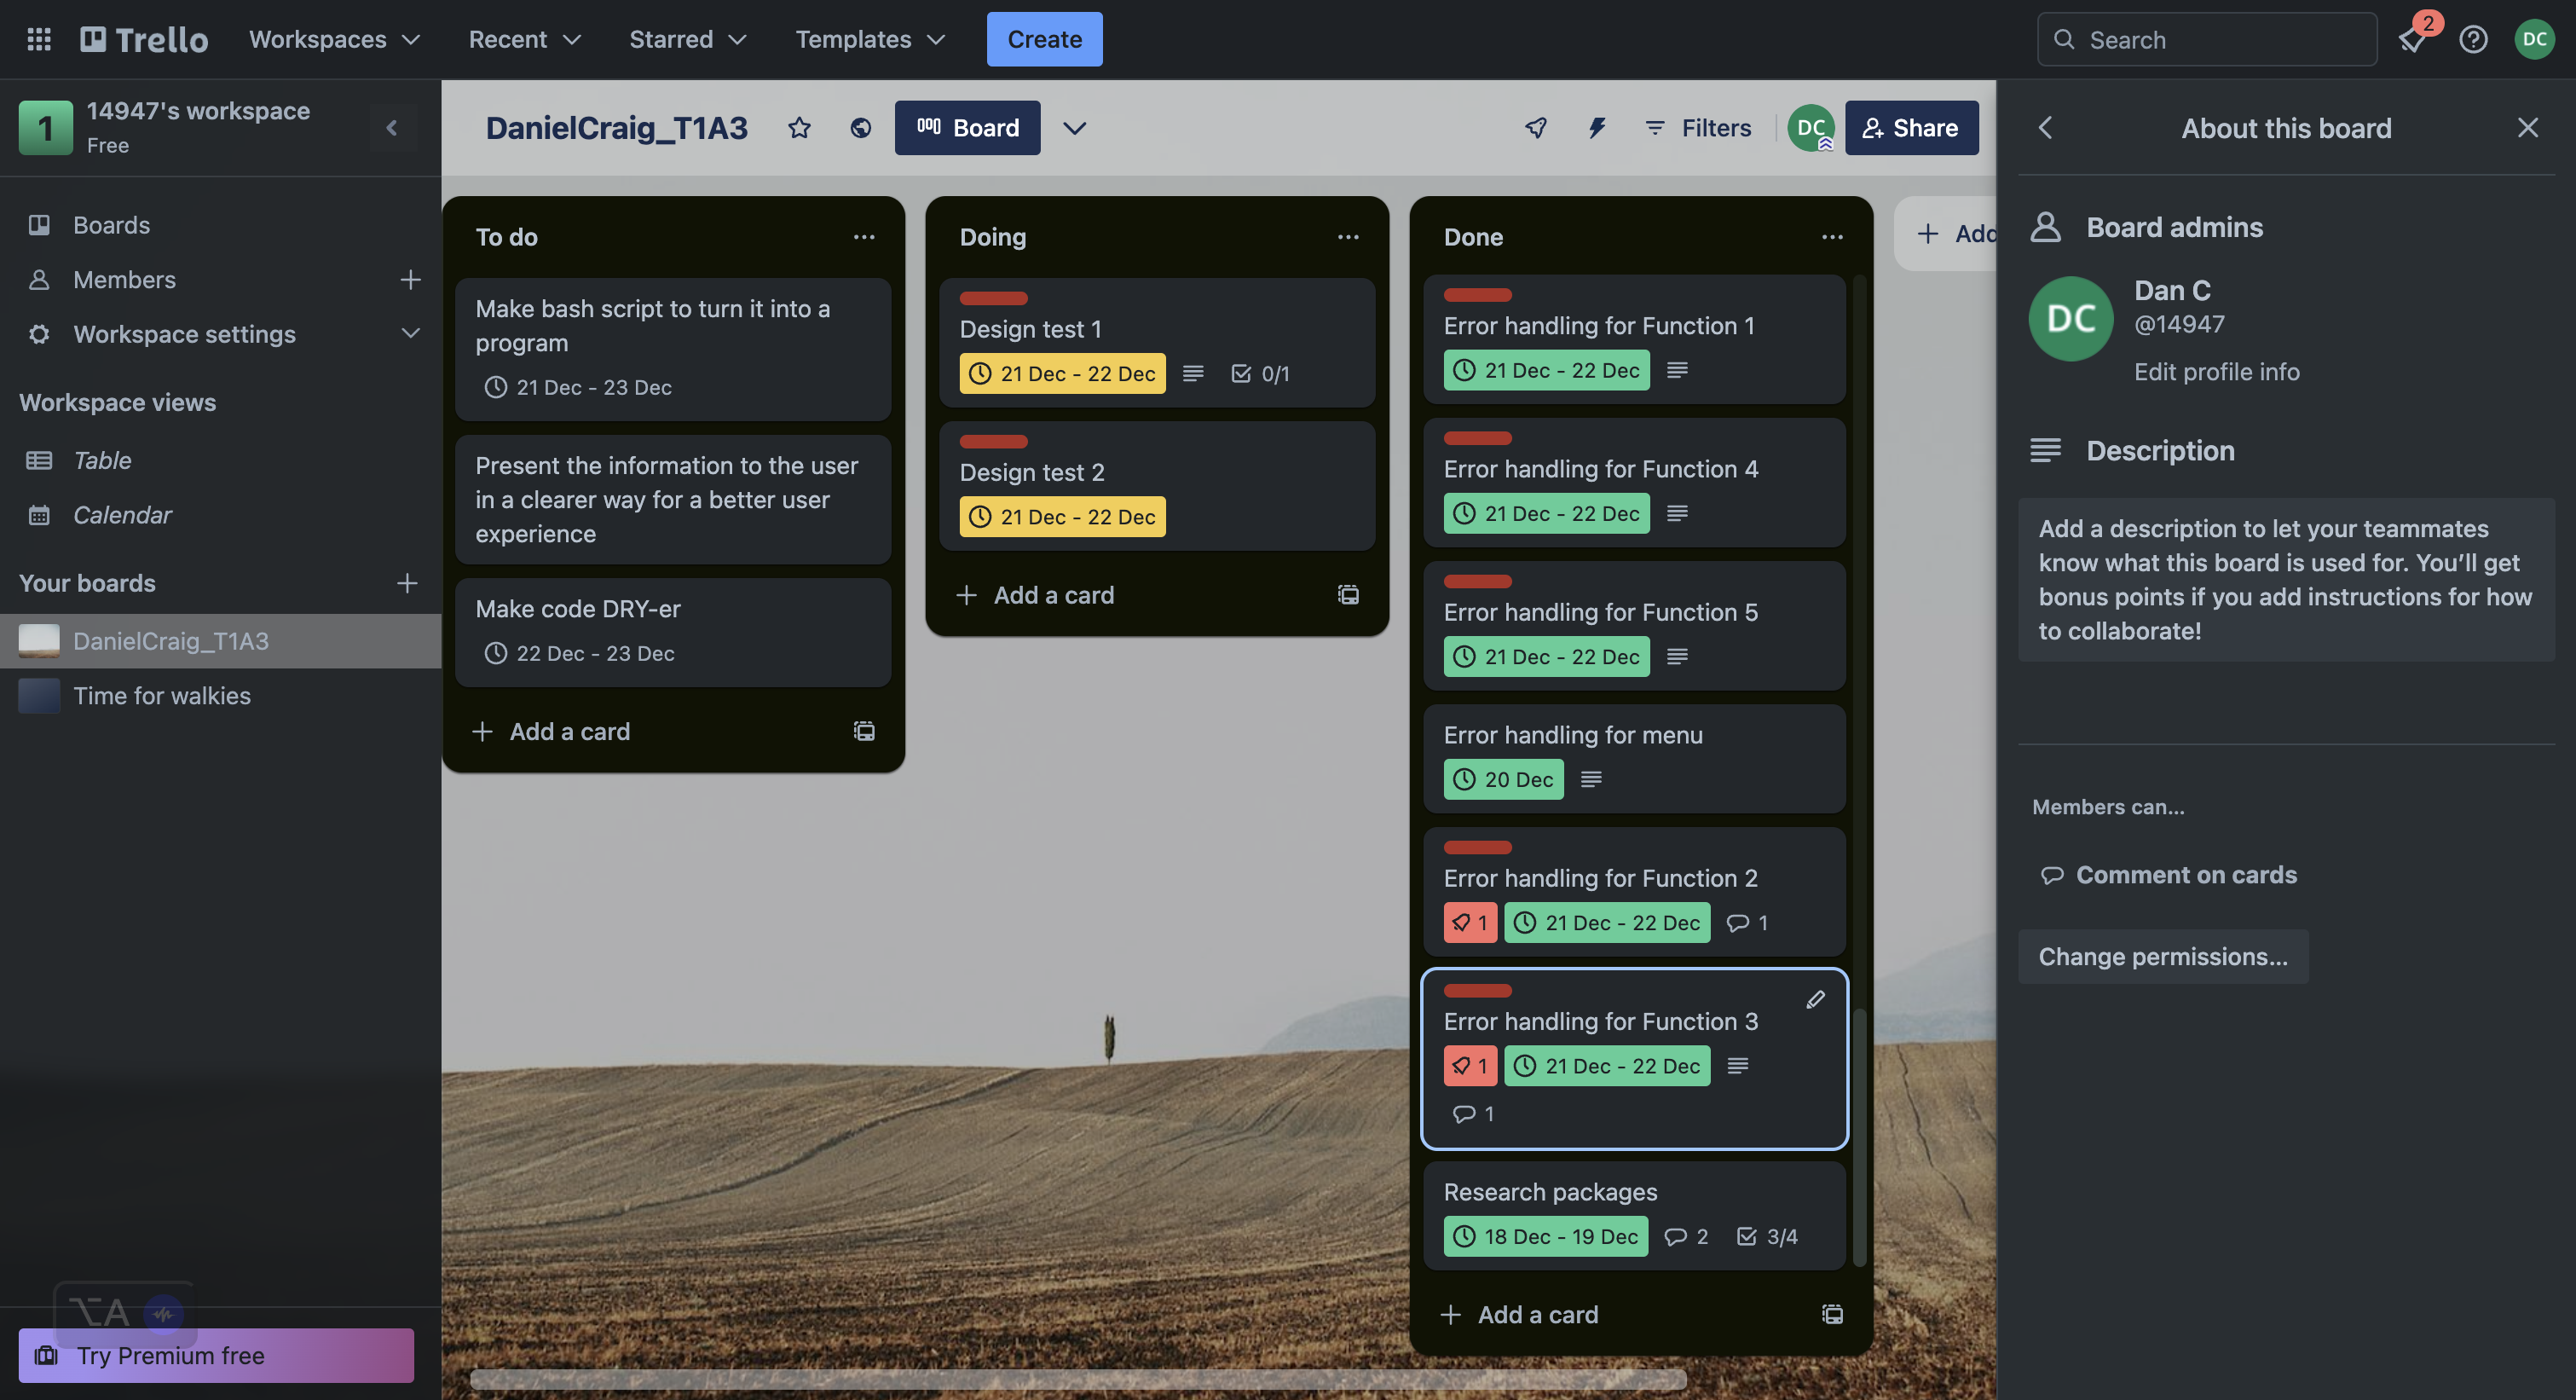 Trello
Workspaces
Recent
Starred
Templates
Create
Search
2
DC
1
14947's workspace
Free
Boards
Members
Workspace settings
Workspace views
Table
Calendar
Your boards
DanielCraig_T1A3
Time for walkies
⌥A
Try Premium free
DanielCraig_T1A3
Board
Filters
DC
Share
To do
Make bash script to turn it into a
program
21 Dec - 23 Dec
Present the information to the user
in a clearer way for a better user
experience
Make code DRY-er
22 Dec - 23 Dec
Add a card
Doing
Design test 1
21 Dec - 22 Dec
0/1
Design test 2
21 Dec - 22 Dec
Add a card
Done
Error handling for Function 1
21 Dec - 22 Dec
Error handling for Function 4
21 Dec - 22 Dec
Error handling for Function 5
21 Dec - 22 Dec
Error handling for menu
20 Dec
Error handling for Function 2
1
21 Dec - 22 Dec
1
Error handling for Function 3
1
21 Dec - 22 Dec
1
Research packages
18 Dec - 19 Dec
2
3/4
Add a card
Add
About this board
Board admins
DC
Dan C
@14947
Edit profile info
Description
Add a description to let your teammates
know what this board is used for. You’ll get
bonus points if you add instructions for how
to collaborate!
Members can…
Comment on cards
Change permissions…